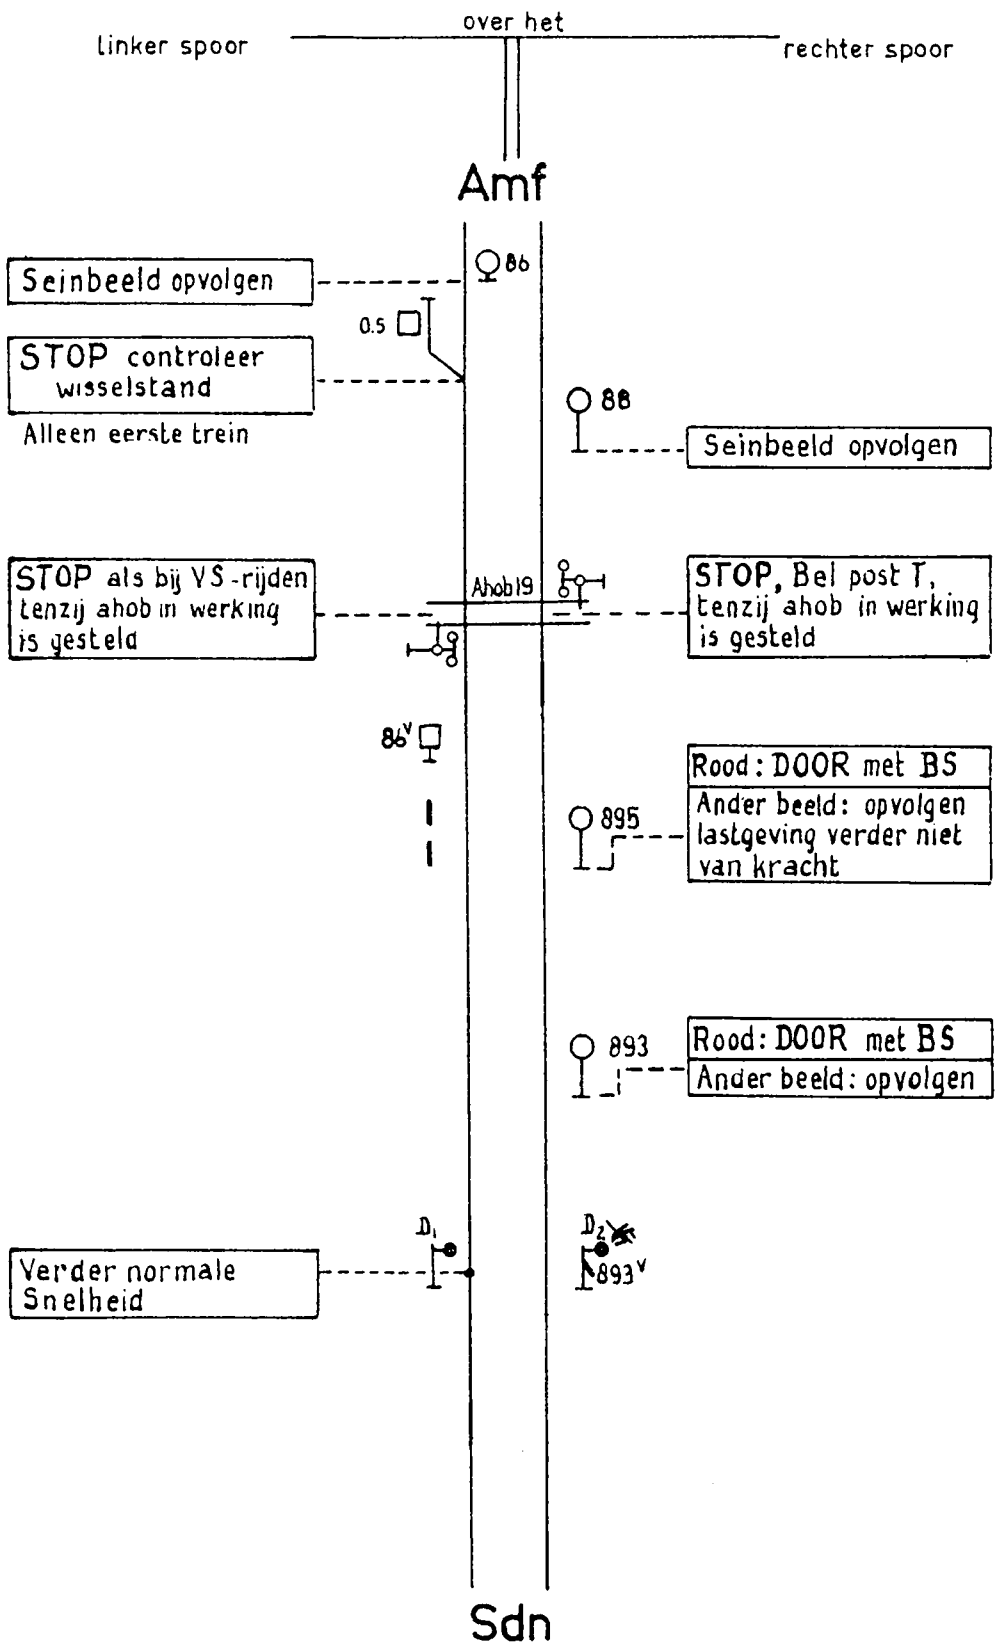 over het
linker spoor
rechter spoor
Amf
86
Seinbeeld opvolgen
0.5
STOP controleer
wisselstand
Alleen eerste trein
88
Seinbeeld opvolgen
STOP als bij VS-rijden
tenzij ahob in werking
is gesteld
Ahob 19
STOP, Bel post T,
tenzij ahob in werking
is gesteld
86V
Rood: DOOR met BS
Ander beeld: opvolgen
lastgeving verder niet
van kracht
895
893
Rood: DOOR met BS
Ander beeld: opvolgen
D1
D2
893V
Verder normale
Snelheid
Sdn